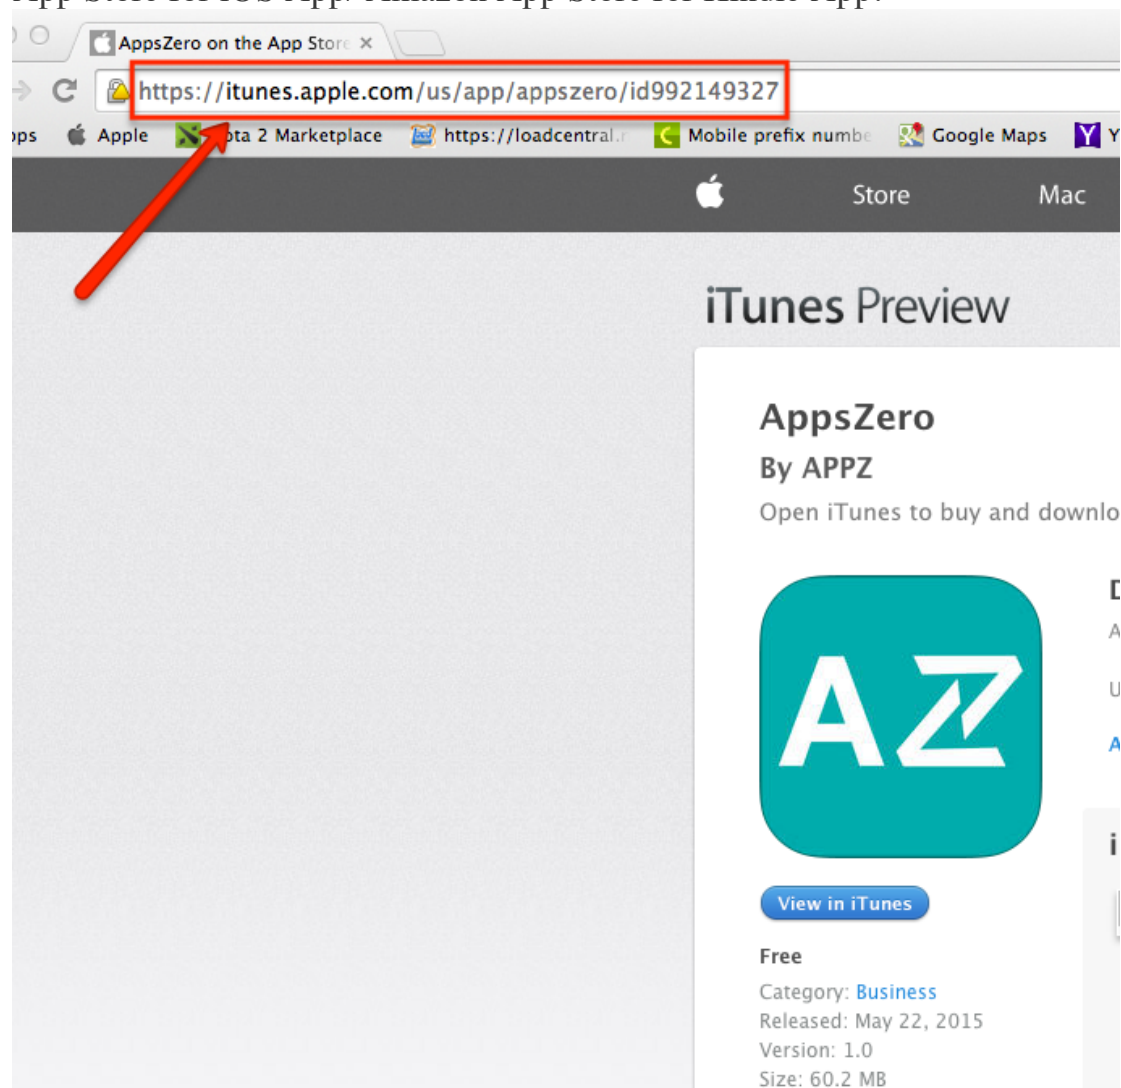 AppsZero on the App Store
https://itunes.apple.com/us/app/appszero/id992149327
Apple Dota 2 Marketplace https://loadcentral. Mobile prefix numbe Google Maps Y
Store Mac
iTunes Preview
AppsZero
By APPZ
Open iTunes to buy and downlo
AZ
View in iTunes
Free
Category: Business
Released: May 22, 2015
Version: 1.0
Size: 60.2 MB